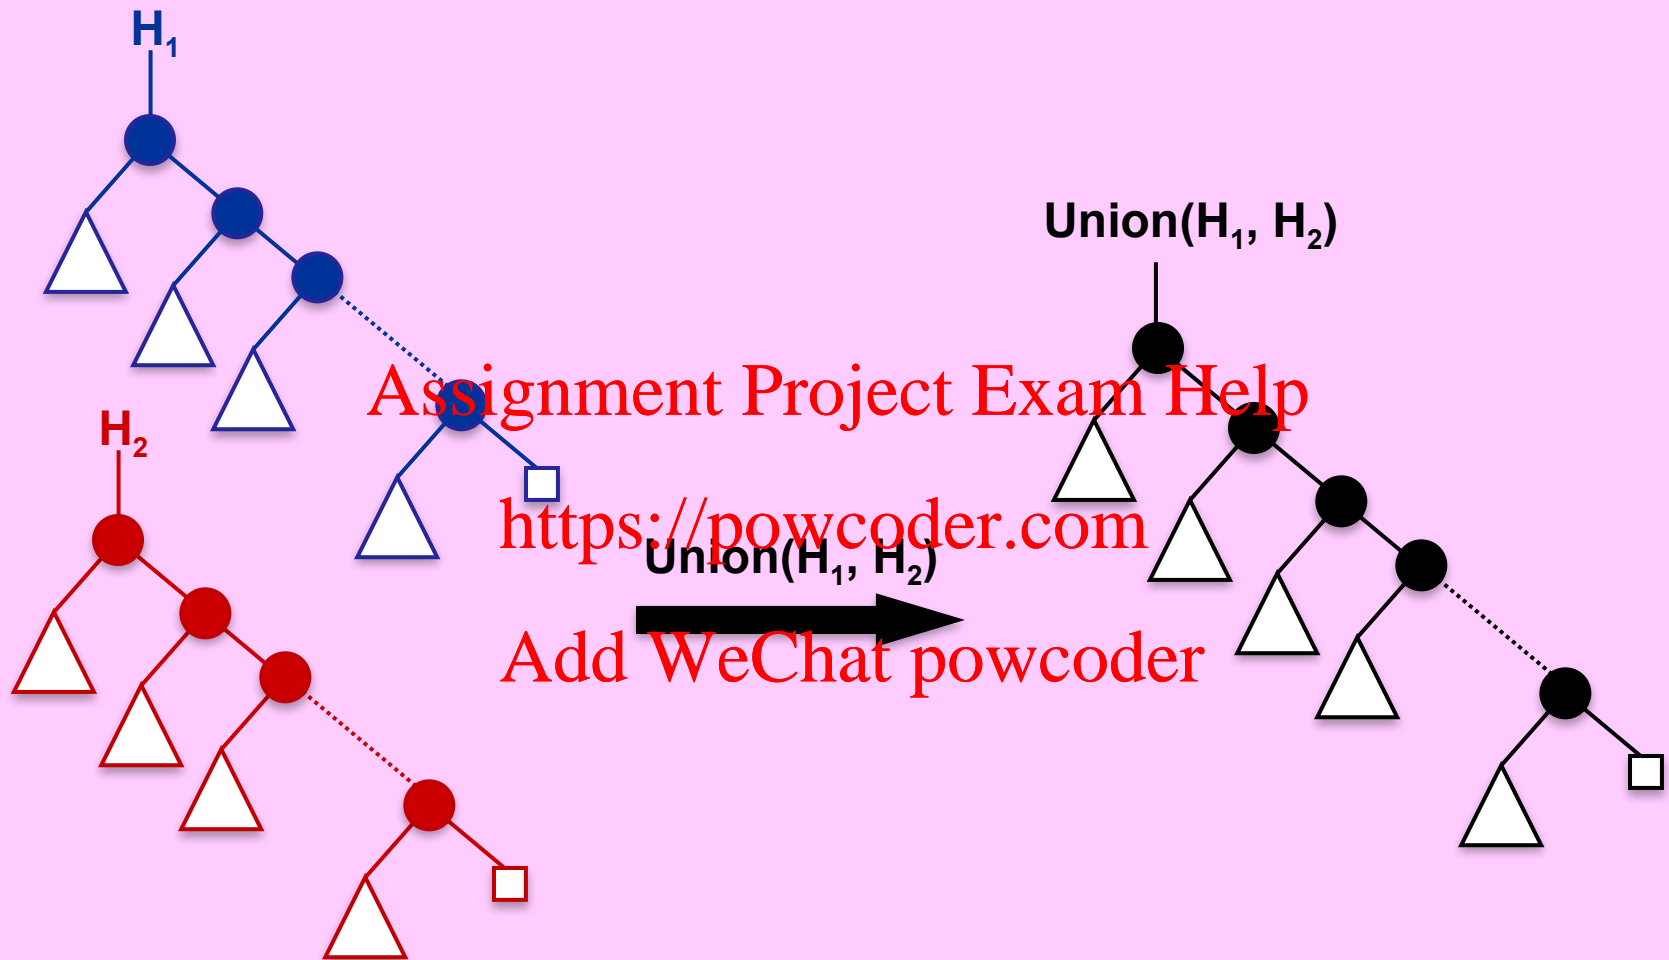 H₁
Union(H₁, H₂)
Assignment Project Exam Help
H₂
https://powcoder.com
Union(H₁, H₂)
Add WeChat powcoder